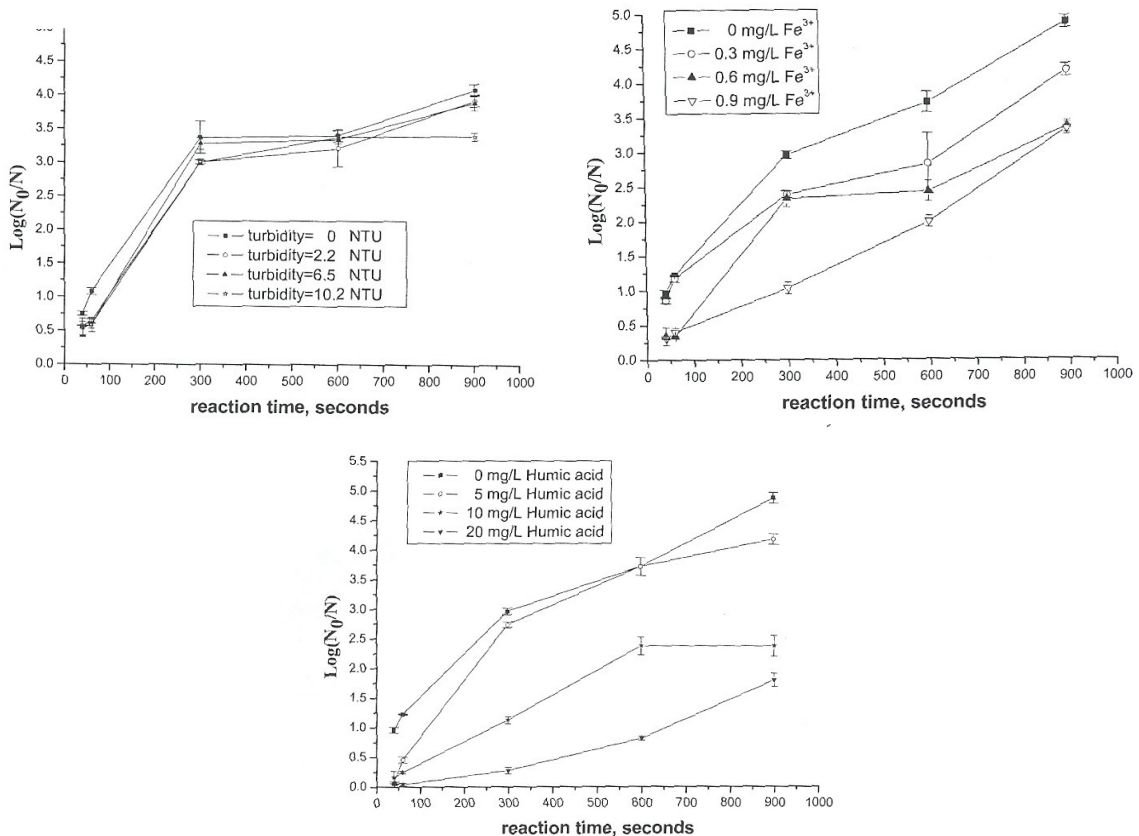 5.0
4.5
4.0
3.5
3.0
2.5
2.0
1.5
1.0
0.5
0.0
Log(N0/N)
turbidity= 0 NTU
turbidity=2.2 NTU
turbidity=6.5 NTU
turbidity=10.2 NTU
0 100 200 300 400 500 600 700 800 900 1000
reaction time, seconds
5.0
4.5
4.0
3.5
3.0
2.5
2.0
1.5
1.0
0.5
0.0
Log(N0/N)
0 mg/L Fe3+
0.3 mg/L Fe3+
0.6 mg/L Fe3+
0.9 mg/L Fe3+
0 100 200 300 400 500 600 700 800 900 1000
reaction time, seconds
5.5
5.0
4.5
4.0
3.5
3.0
2.5
2.0
1.5
1.0
0.5
0.0
Log(N0/N)
0 mg/L Humic acid
5 mg/L Humic acid
10 mg/L Humic acid
20 mg/L Humic acid
0 100 200 300 400 500 600 700 800 900 1000
reaction time, seconds